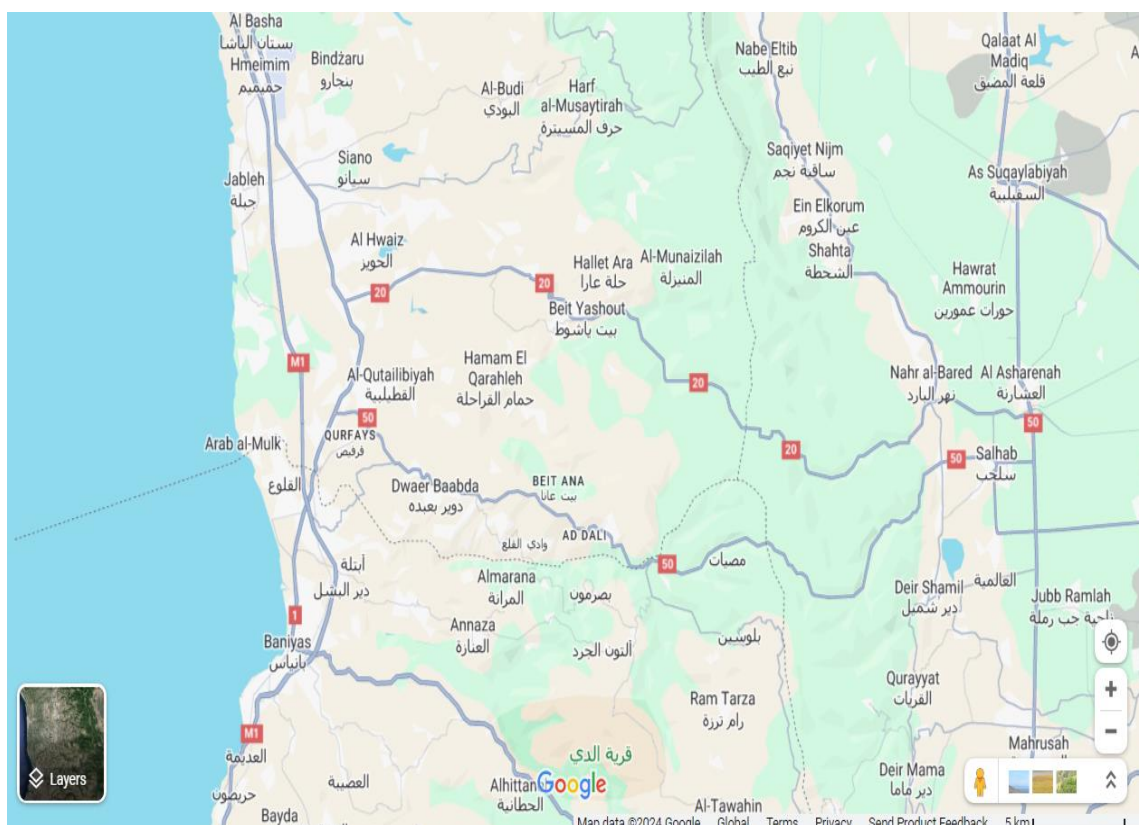 Al Basha
بستان الباشا
Hmeimim
حميميم
Bindżaru
بنجارو
Al-Budi
البودي
Harf
al-Musaytirah
حرف المسيترة
Nabe Eltib
نبع الطيب
Qalaat Al
Madiq
قلعة المضيق
Siano
سيانو
Jableh
جبلة
Saqiyet Nijm
ساقية نجم
As Suqaylabiyah
السقيلبية
Ein Elkorum
عين الكروم
Shahta
الشحطة
Al Hwaiz
الحويز
Hallet Ara
حلة عارا
Al-Munaizilah
المنيزلة
Hawrat
Ammourin
حورات عمورين
20
20
Beit Yashout
بيت ياشوط
M1
Hamam El
Qarahleh
حمام القراحلة
Al-Qutailibiyah
القطيلبية
20
Nahr al-Bared
نهر البارد
Al Asharenah
العشارنة
50
50
QURFAYS
قرفيص
Arab al-Mulk
20
50
Salhab
سلحب
القلوع
Dwaer Baabda
دوير بعبده
BEIT ANA
بيت عانا
AD DALI
وادي القلع
50
مصيات
أبتلة
دير البشل
Almarana
المرانة
بصرمون
Deir Shamil
دير شميل
العالمية
Jubb Ramlah
ناحية جب رملة
1
Baniyas
بانياس
Annaza
العنازة
ألتون الجرد
بلوسين
Qurayyat
القريات
Ram Tarza
رام ترزة
M1
العديمة
قرية الدي
Mahrusah
Layers
العصيبة
حريصون
Alhittan
الحطانية
Google
Deir Mama
دير ماما
Bayda
Al-Tawahin
Map data ©2024 Google Global Terms Privacy Send Product Feedback 5 km